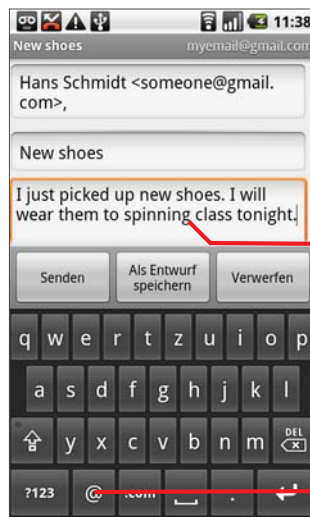 11:38
New shoes myemail@gmail.com
Hans Schmidt <someone@gmail.
com>,
New shoes
I just picked up new shoes. I will
wear them to spinning class tonight.
Senden Als Entwurf speichern Verwerfen
q w e r t z u i o p
a s d f g h j k l
y x c v b n m DEL
?123 @ .com .